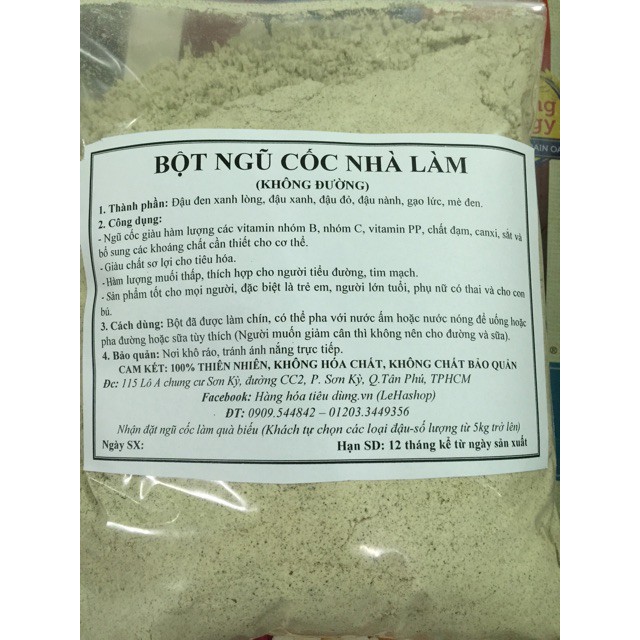 BỘT NGŨ CỐC NHÀ LÀM
(KHÔNG ĐƯỜNG)
1. Thành phần: Đậu đen xanh lòng, đậu xanh, đậu đỏ, đậu nành, gạo lức, mè đen.
2. Công dụng:
- Ngũ cốc giàu hàm lượng các vitamin nhóm B, nhóm C, vitamin PP, chất đạm, canxi, sắt và
bổ sung các khoáng chất cần thiết cho cơ thể.
-Giàu chất sơ lợi cho tiêu hóa.
-Hàm lượng muối thấp, thích hợp cho người tiểu đường, tim mạch.
-Sản phẩm tốt cho mọi người, đặc biệt là trẻ em, người lớn tuổi, phụ nữ có thai và cho con
bú.
3. Cách dùng: Bột đã được làm chín, có thể pha với nước ấm hoặc nước nóng để uống hoặc
pha đường hoặc sữa tùy thích (Người muốn giảm cân thì không nên cho đường và sữa).
4. Bảo quản: Nơi khô ráo, tránh ánh nắng trực tiếp.
CAM KẾT: 100% THIÊN NHIÊN, KHÔNG HÓA CHẤT, KHÔNG CHẤT BẢO QUẢN
Đc: 115 Lô A chung cư Sơn Kỳ, đường CC2, P. Sơn Kỳ, Q.Tân Phú, TPHCM
Facebook: Hàng hóa tiêu dùng.vn (LeHashop)
ĐT: 0909.544842 – 01203.3449356
Nhận đặt ngũ cốc làm quà biếu (Khách tự chọn các loại đậu-số lượng từ 5kg trở lên)
Ngày SX: Hạn SD: 12 tháng kể từ ngày sản xuất